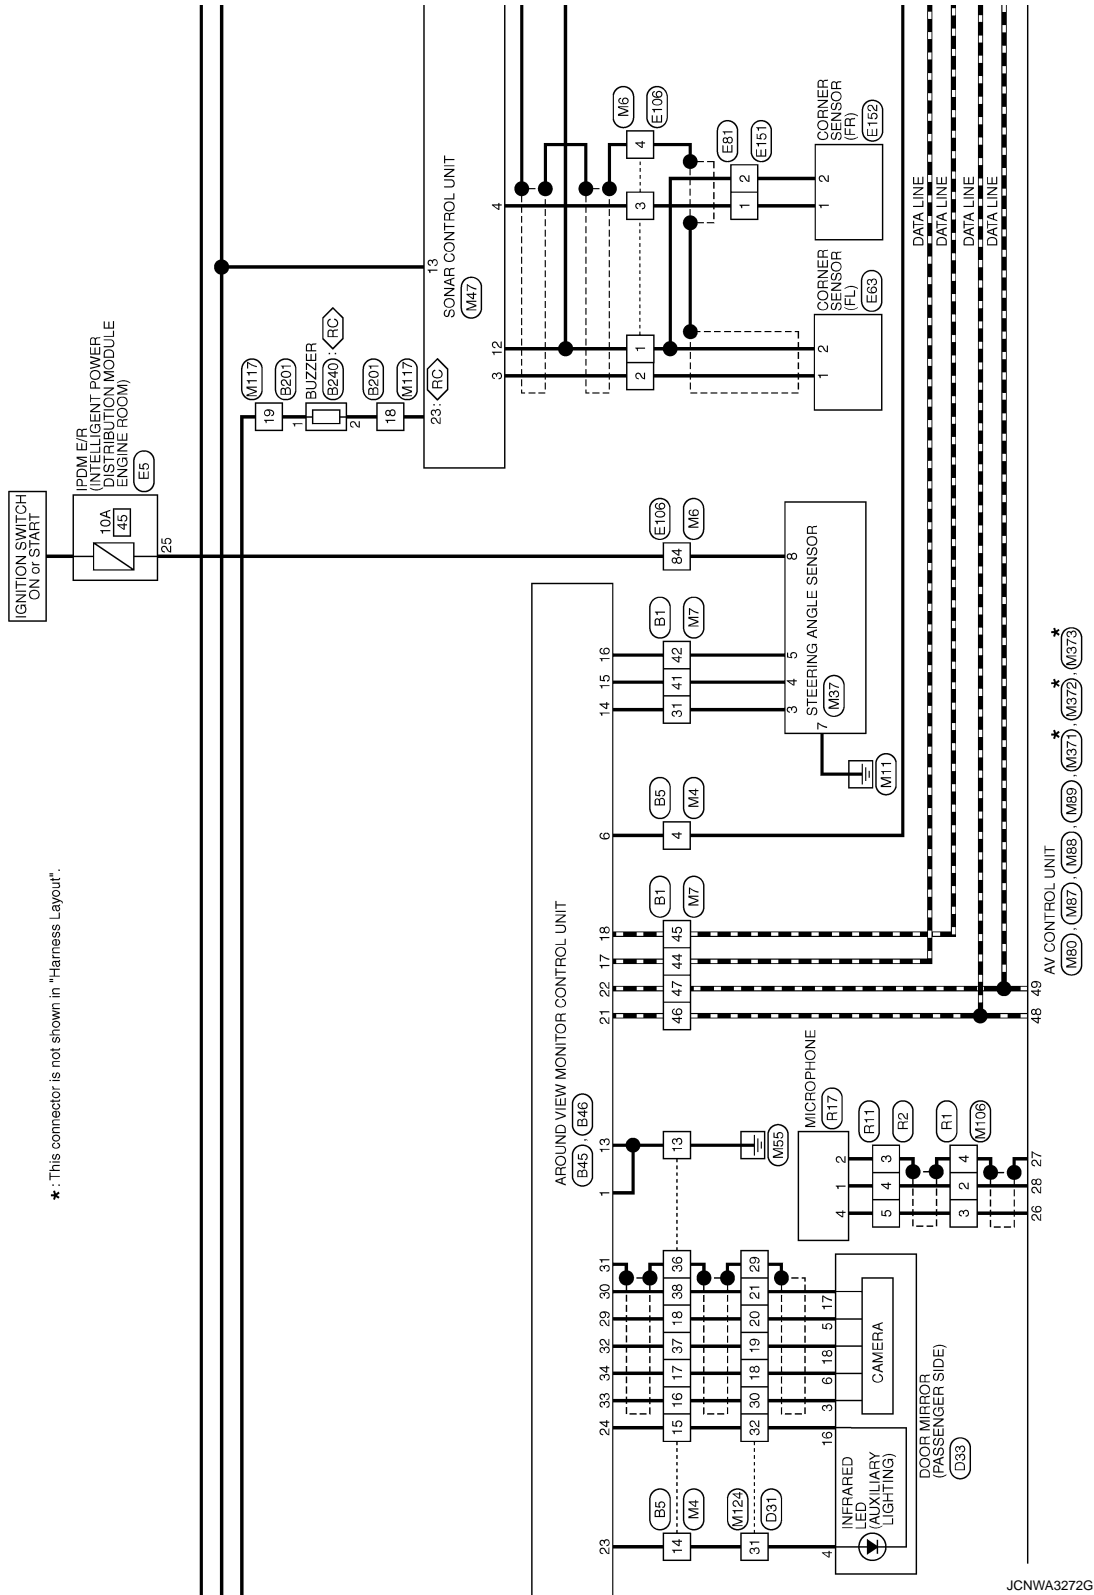 IGNITION SWITCH
ON or START
IPDM E/R
(INTELLIGENT POWER
DISTRIBUTION MODULE
ENGINE ROOM)
E5
10A
45
25
★ : This connector is not shown in "Harness Layout".
M117
B201
19
1
BUZZER
B240 : RC
2
B201
M117
18
23 : RC
13
SONAR CONTROL UNIT
M47
3
12
4
M6
E106
2
1
3
4
E81
E151
1
2
CORNER
SENSOR
(FL)
E63
1
2
CORNER
SENSOR
(FR)
E152
1
2
E106
M6
84
8
STEERING ANGLE SENSOR
M37
3
4
5
7
M11
B1
M7
31
41
42
14
15
16
AROUND VIEW MONITOR CONTROL UNIT
B45 , B46
6
B5
M4
4
21
22
17
18
B1
M7
46
47
44
45
DATA LINE
DATA LINE
DATA LINE
DATA LINE
1
13
13
M55
23
24
33
34
32
29
30
31
B5
M4
14
15
16
17
37
18
38
36
M124
D31
31
32
30
18
19
20
21
29
4
16
3
6
18
5
17
INFRARED
LED
(AUXILIARY
LIGHTING)
CAMERA
DOOR MIRROR
(PASSENGER SIDE)
D33
MICROPHONE
R17
4
1
2
R11
R2
5
4
3
R1
M106
3
2
4
26
28
27
48
49
AV CONTROL UNIT
M80 , M87 , M88 , M89 , M371 ★ , M372 ★ , M373 ★
JCNWA3272G